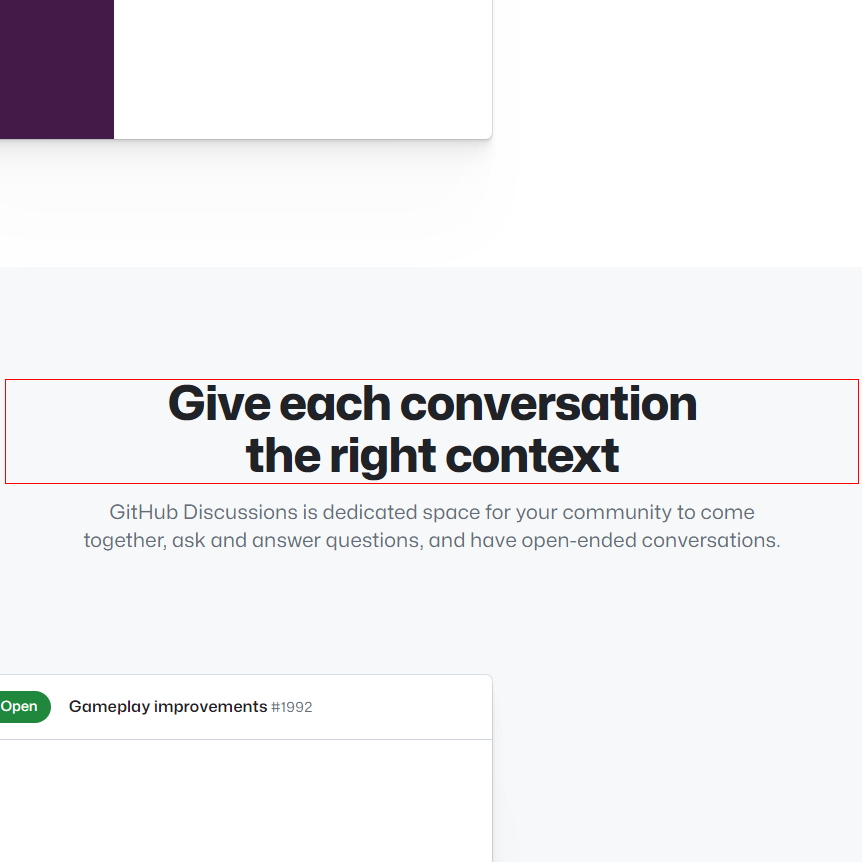 Give each conversation
the right context
GitHub Discussions is dedicated space for your community to come
together, ask and answer questions, and have open-ended conversations.
Open Gameplay improvements #1992